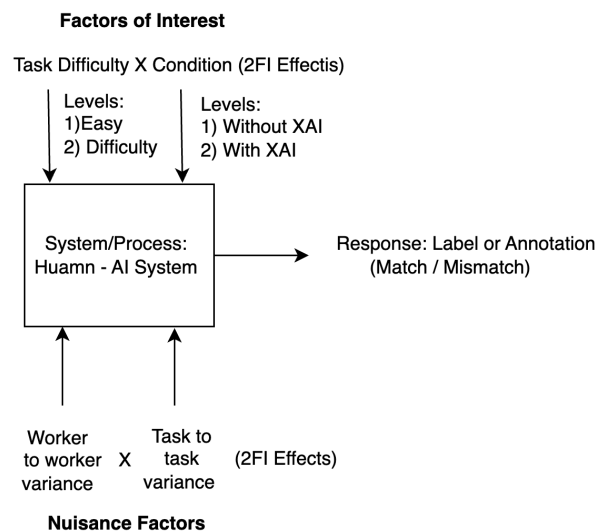 Factors of Interest
Task Difficulty X Condition (2FI Effectis)
Levels:
1)Easy
2) Difficulty
Levels:
1) Without XAI
2) With XAI
System/Process:
Huamn - AI System
Response: Label or Annotation
(Match / Mismatch)
Worker
to worker
variance
X
Task to
task
variance
(2FI Effects)
Nuisance Factors